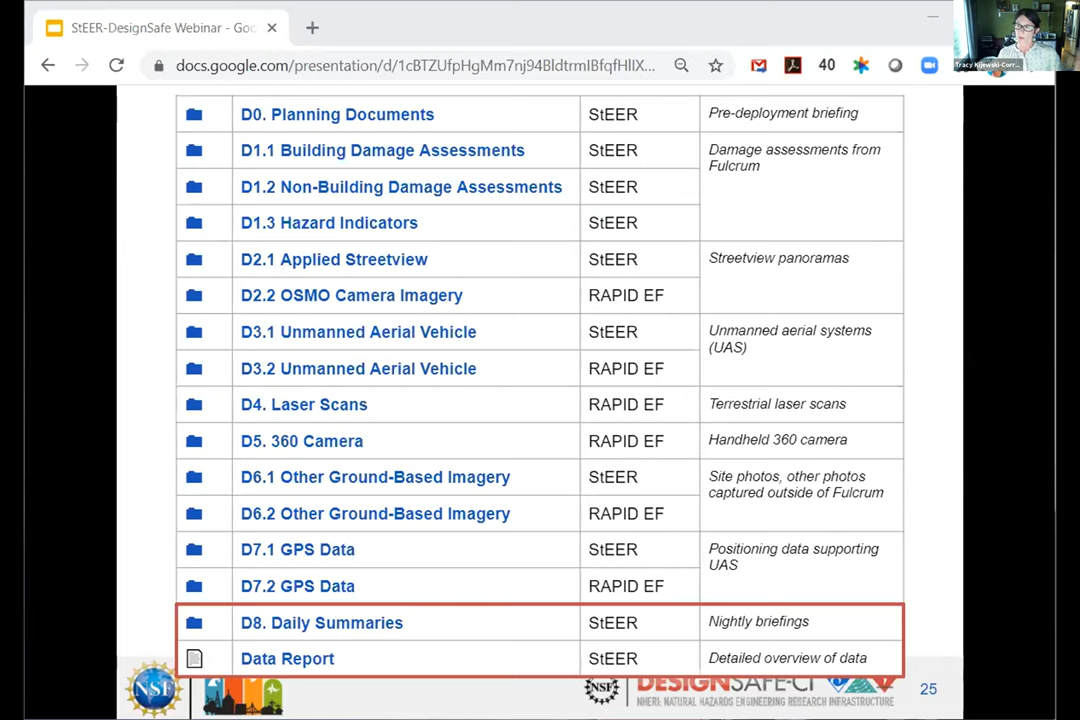 StEER-DesignSafe Webinar - Goo
docs.google.com/presentation/d/1cBTZUfpHgMm7nj94BldtrmIBfqfHlIX...
40
Tracy Kijewski-Corr...
D0. Planning Documents StEER Pre-deployment briefing
D1.1 Building Damage Assessments StEER Damage assessments from
Fulcrum
D1.2 Non-Building Damage Assessments StEER
D1.3 Hazard Indicators StEER
D2.1 Applied Streetview StEER Streetview panoramas
D2.2 OSMO Camera Imagery RAPID EF
D3.1 Unmanned Aerial Vehicle StEER Unmanned aerial systems
(UAS)
D3.2 Unmanned Aerial Vehicle RAPID EF
D4. Laser Scans RAPID EF Terrestrial laser scans
D5. 360 Camera RAPID EF Handheld 360 camera
D6.1 Other Ground-Based Imagery StEER Site photos, other photos
captured outside of Fulcrum
D6.2 Other Ground-Based Imagery RAPID EF
D7.1 GPS Data StEER Positioning data supporting
UAS
D7.2 GPS Data RAPID EF
D8. Daily Summaries StEER Nightly briefings
Data Report StEER Detailed overview of data
NSF
NSF
DESIGNSAFE-CI
NHERI: NATURAL HAZARDS ENGINEERING RESEARCH INFRASTRUCTURE
25